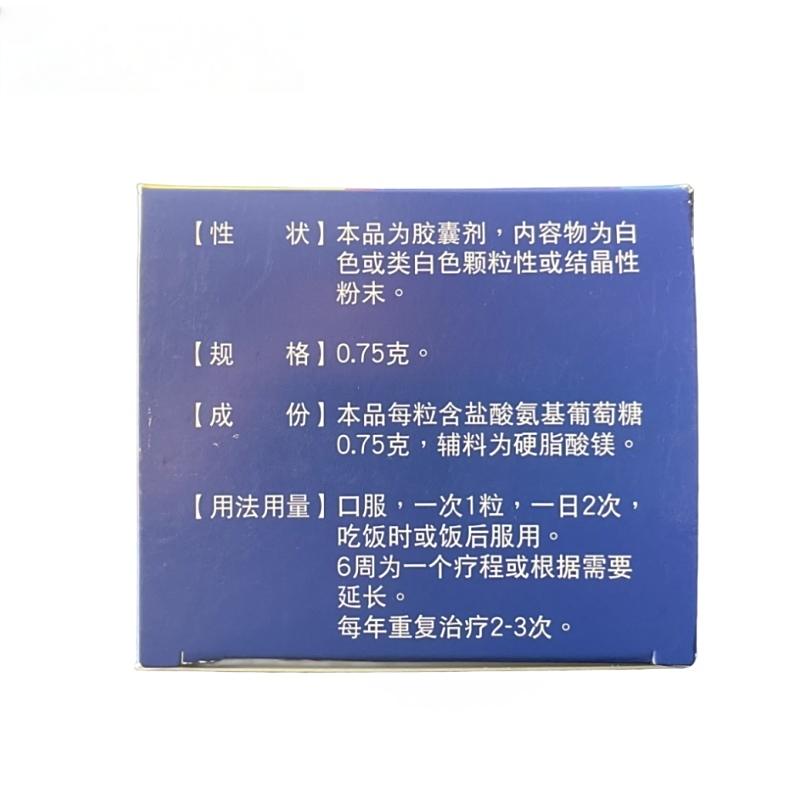 【性　　状】本品为胶囊剂，内容物为白
色或类白色颗粒性或结晶性
粉末。
【规　　格】0.75克。
【成　　份】本品每粒含盐酸氨基葡萄糖
0.75克，辅料为硬脂酸镁。
【用法用量】口服，一次1粒，一日2次，
吃饭时或饭后服用。
6周为一个疗程或根据需要
延长。
每年重复治疗2-3次。